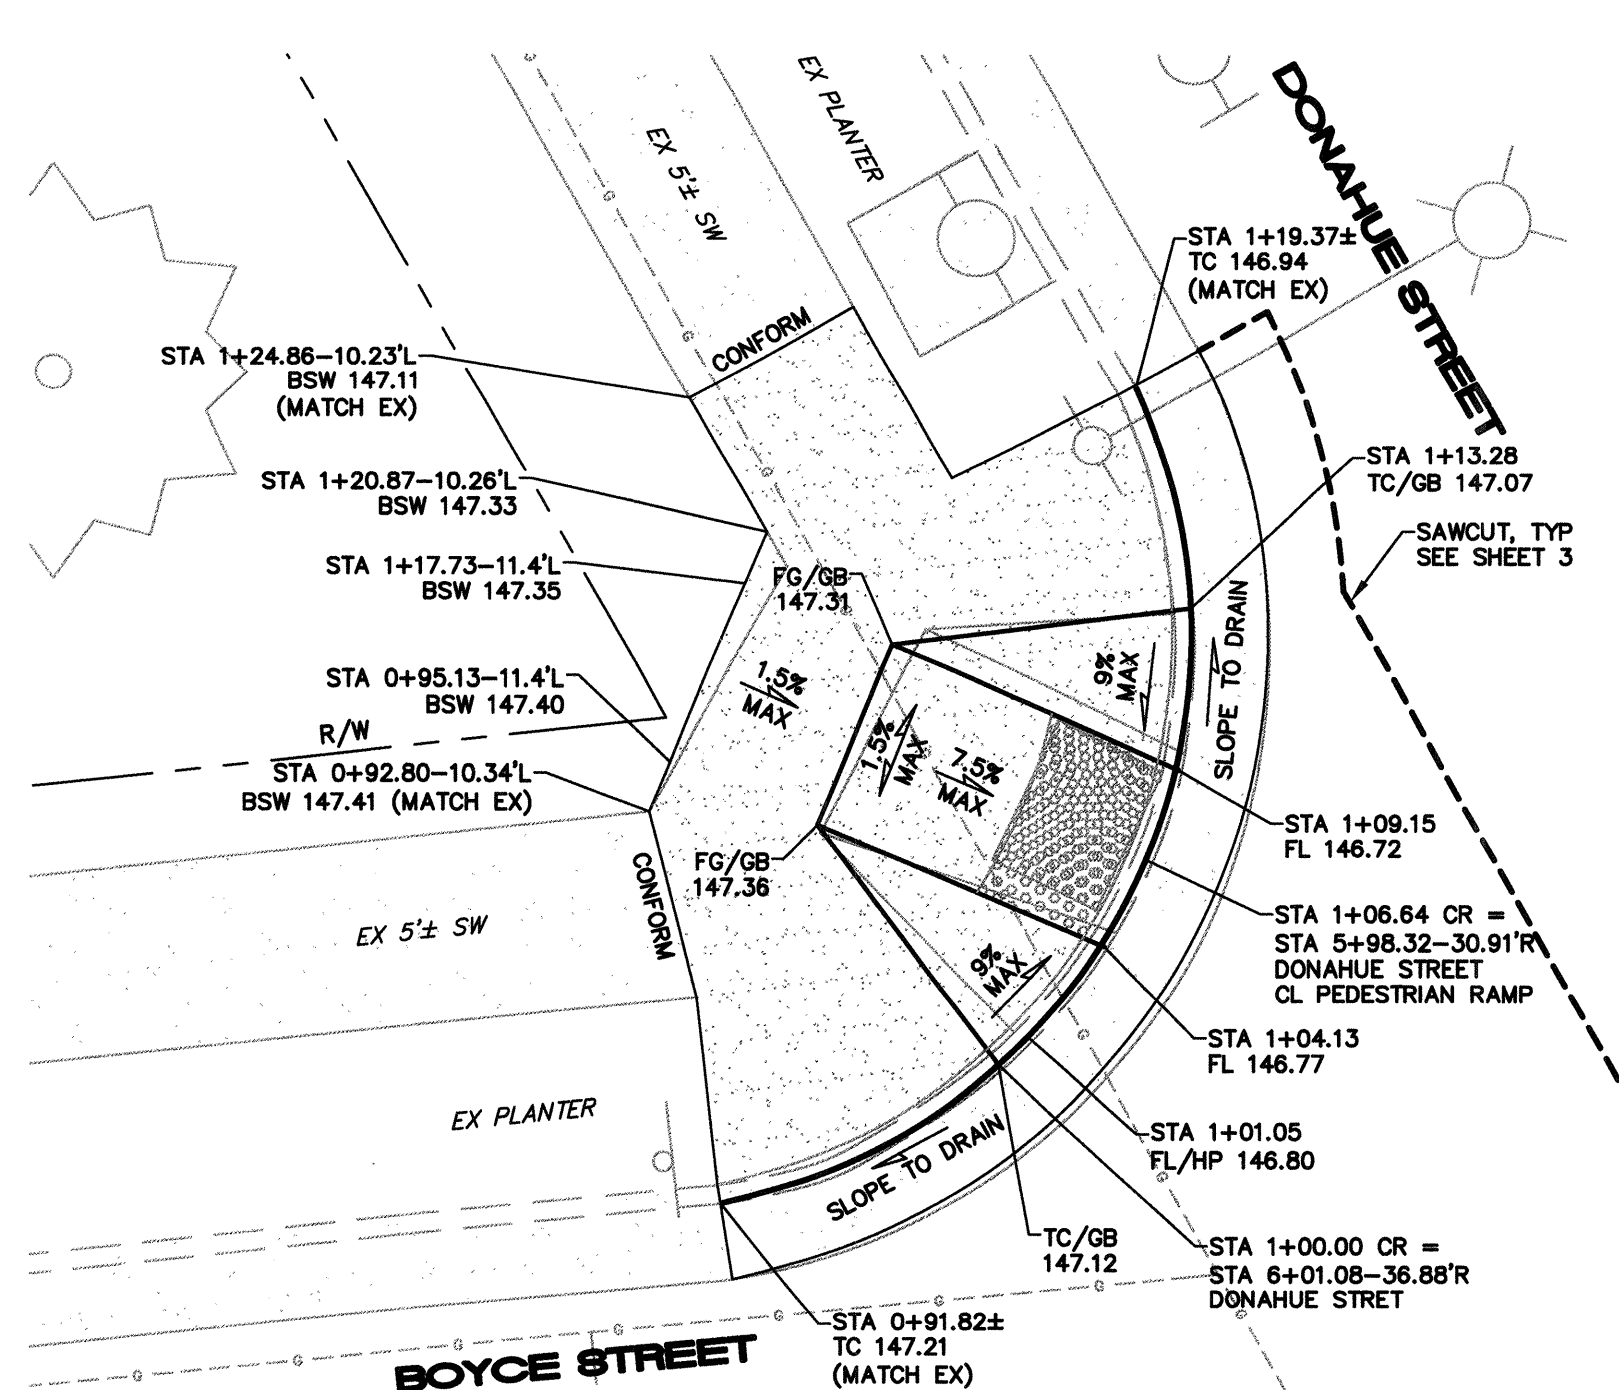 DONAHUE STREET
EX PLANTER
EX 5'± SW
STA 1+19.37±
TC 146.94
(MATCH EX)
CONFORM
STA 1+24.86-10.23'L
BSW 147.11
(MATCH EX)
STA 1+13.28
TC/GB 147.07
STA 1+20.87-10.26'L
BSW 147.33
SAWCUT, TYP
SEE SHEET 3
STA 1+17.73-11.4'L
BSW 147.35
FG/GB
147.31
SLOPE TO DRAIN
9%
MAX
1.5%
MAX
STA 0+95.13-11.4'L
BSW 147.40
R/W
1.5%
MAX
7.5%
MAX
STA 0+92.80-10.34'L
BSW 147.41 (MATCH EX)
STA 1+09.15
FL 146.72
FG/GB
147.36
CONFORM
EX 5'± SW
STA 1+06.64 CR =
STA 5+98.32-30.91'R
DONAHUE STREET
CL PEDESTRIAN RAMP
9%
MAX
STA 1+04.13
FL 146.77
EX PLANTER
STA 1+01.05
FL/HP 146.80
SLOPE TO DRAIN
TC/GB
147.12
STA 1+00.00 CR =
STA 6+01.08-36.88'R
DONAHUE STRET
STA 0+91.82±
TC 147.21
(MATCH EX)
BOYCE STREET
G
G
G
G
G
G
G
G
G
G
G
G
G
G